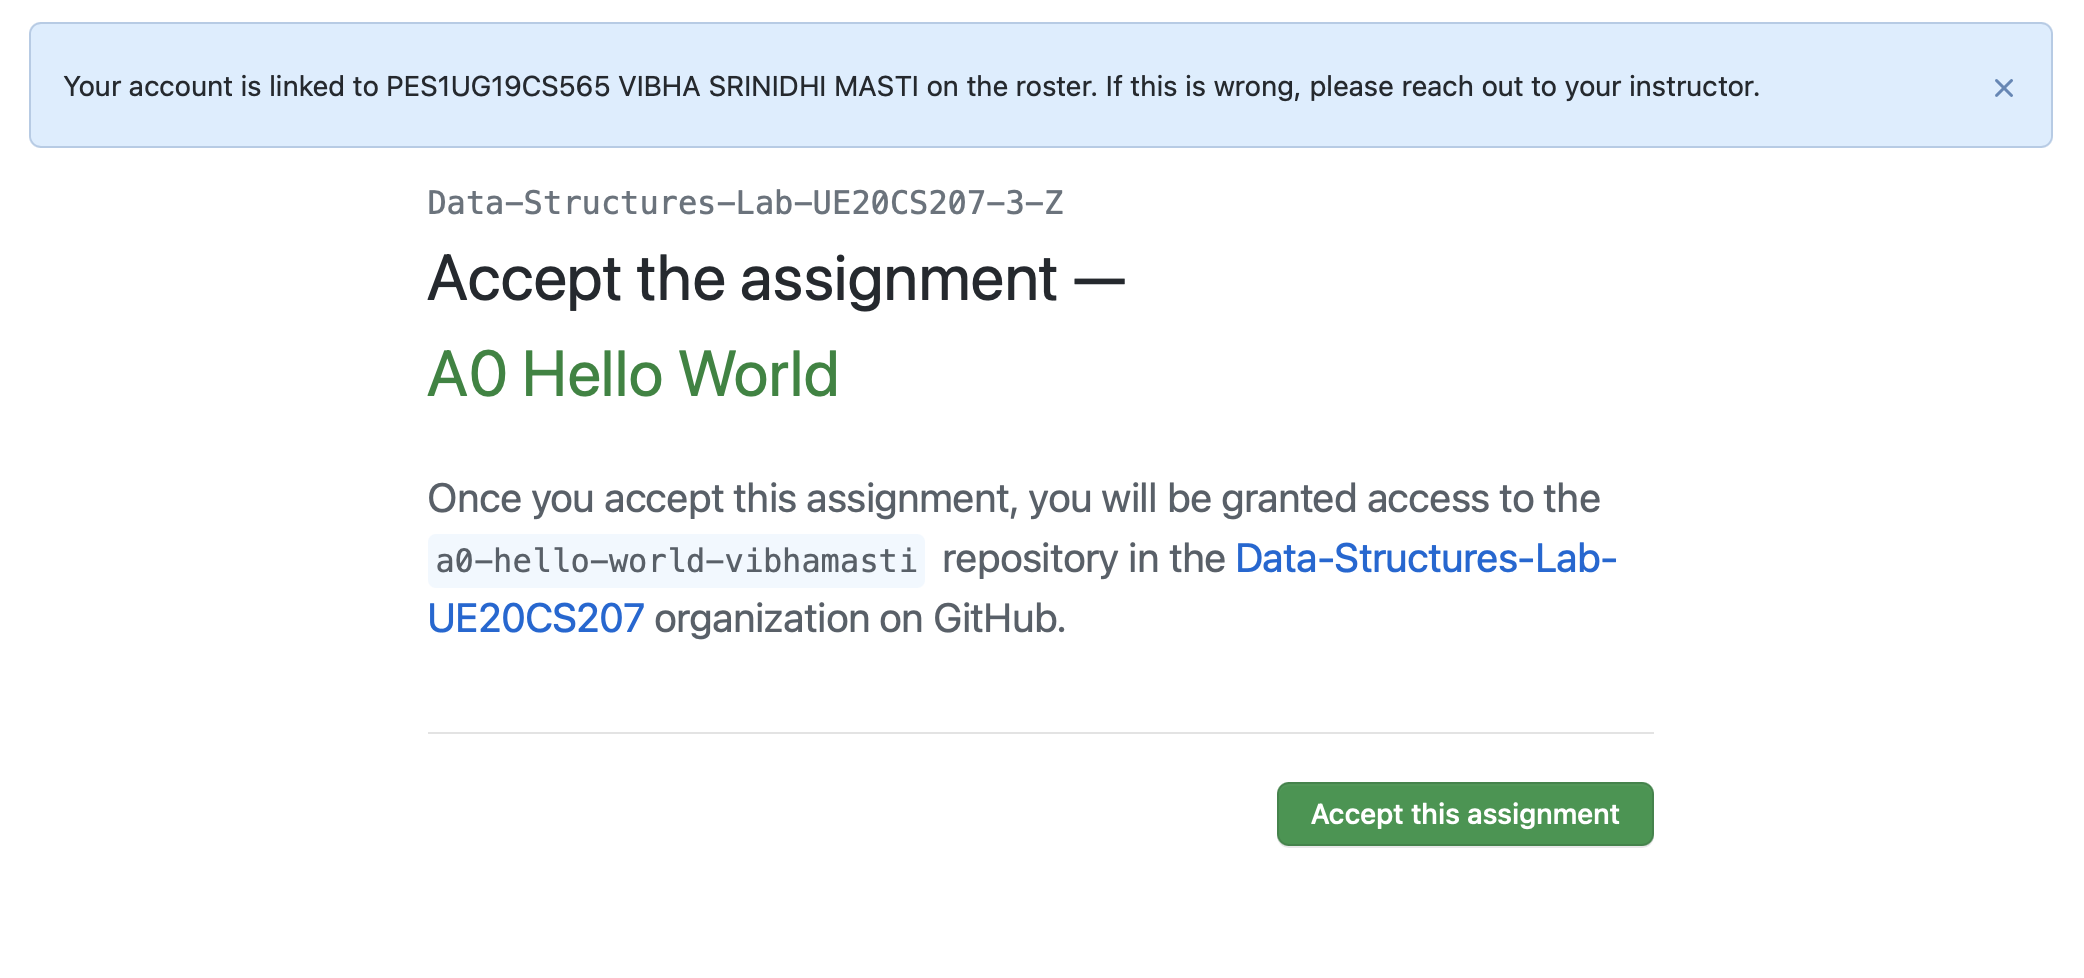 Your account is linked to PES1UG19CS565 VIBHA SRINIDHI MASTI on the roster. If this is wrong, please reach out to your instructor.
Data-Structures-Lab-UE20CS207-3-Z
Accept the assignment —
A0 Hello World
Once you accept this assignment, you will be granted access to the
a0-hello-world-vibhamasti repository in the Data-Structures-Lab-
UE20CS207 organization on GitHub.
Accept this assignment